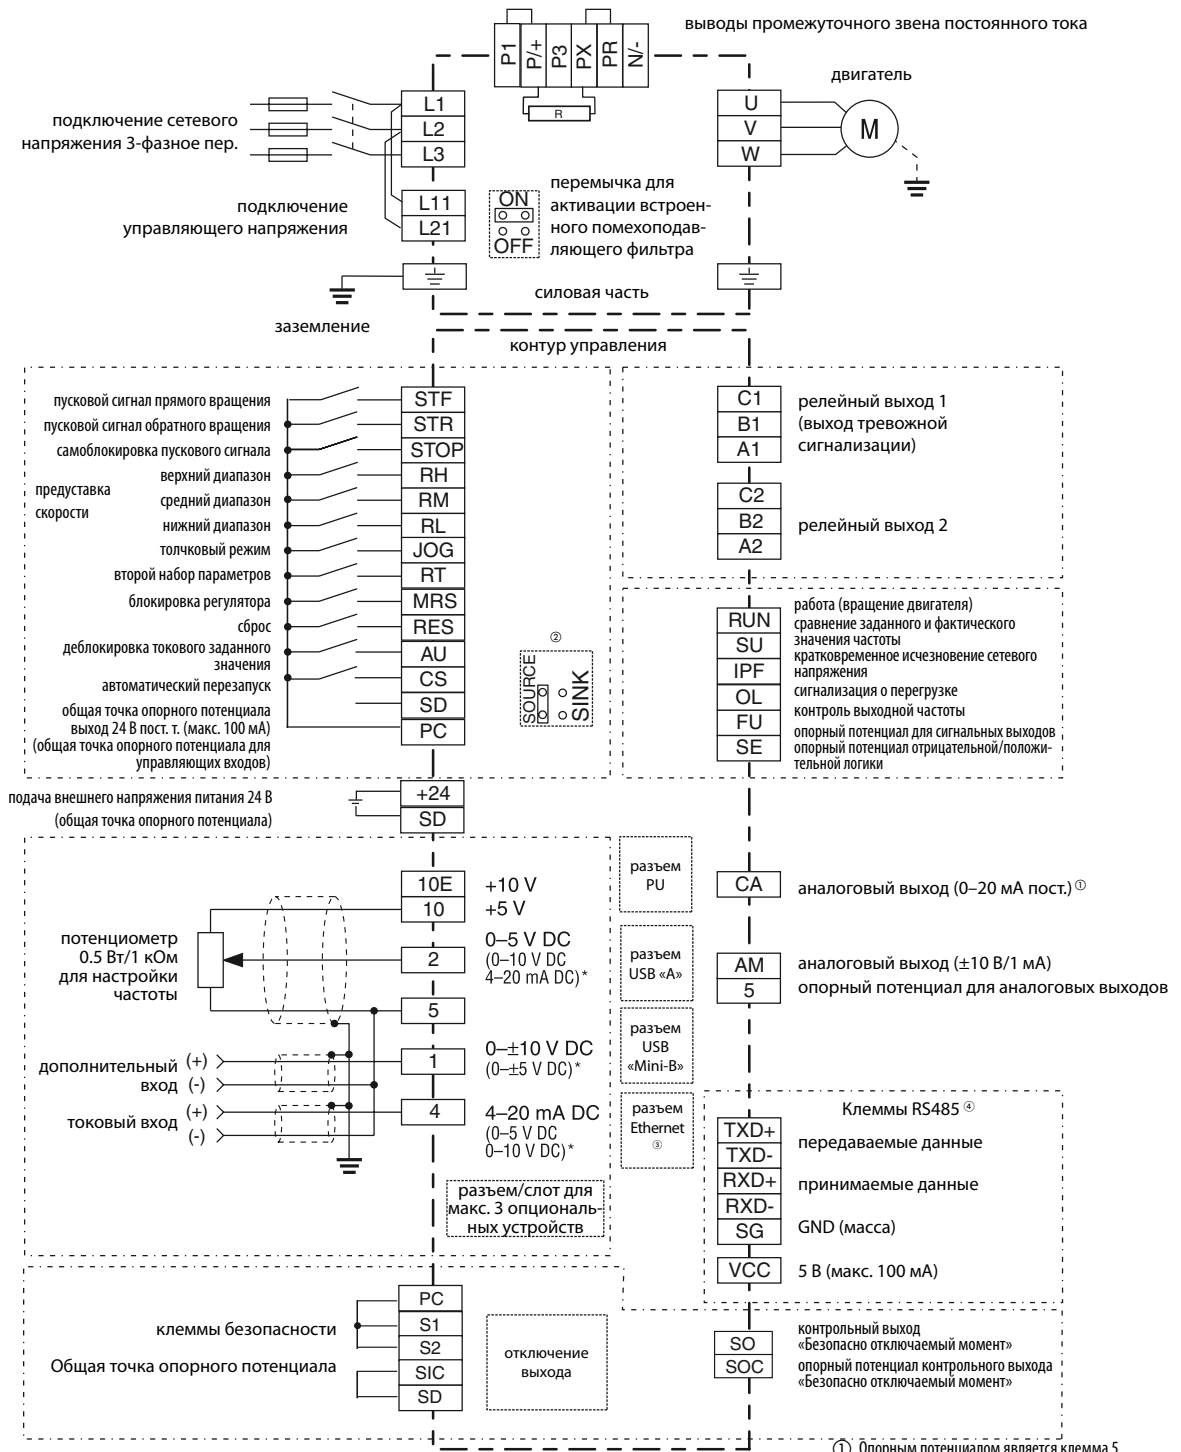 выводы промежуточного звена постоянного тока
P1
P/+
P3
PX
PR
N/-
R
двигатель
подключение сетевого
напряжения 3-фазное пер.
L1
L2
L3
U
V
W
M
подключение
управляющего напряжения
L11
L21
ON
OFF
перемычка для
активации встроен-
ного помехоподав-
ляющего фильтра
заземление
силовая часть
контур управления
пусковой сигнал прямого вращения
STF
пусковой сигнал обратного вращения
STR
самоблокировка пускового сигнала
STOP
предуставка
скорости
верхний диапазон
RH
средний диапазон
RM
нижний диапазон
RL
толчковый режим
JOG
второй набор параметров
RT
блокировка регулятора
MRS
сброс
RES
деблокировка токового заданного
значения
AU
автоматический перезапуск
CS
общая точка опорного потенциала
SD
выход 24 В пост. т. (макс. 100 мА)
(общая точка опорного потенциала для
управляющих входов)
PC
②
SOURCE
SINK
C1
B1
A1
релейный выход 1
(выход тревожной
сигнализации)
C2
B2
A2
релейный выход 2
RUN
SU
IPF
OL
FU
SE
работа (вращение двигателя)
сравнение заданного и фактического
значения частоты
кратковременное исчезновение сетевого
напряжения
сигнализация о перегрузке
контроль выходной частоты
опорный потенциал для сигнальных выходов
опорный потенциал отрицательной/положи-
тельной логики
подача внешнего напряжения питания 24 В
(общая точка опорного потенциала)
+24
SD
потенциометр
0.5 Вт/1 кОм
для настройки
частоты
10E +10 V
10 +5 V
2 0–5 V DC
(0–10 V DC
4–20 mA DC)*
5
дополнительный
вход
(+)
(-)
1 0–±10 V DC
(0–±5 V DC)*
токовый вход
(+)
(-)
4 4–20 mA DC
(0–5 V DC
0–10 V DC)*
разъем/слот для
макс. 3 опциональ-
ных устройств
разъем
PU
разъем
USB «A»
разъем
USB
«Mini-B»
разъем
Ethernet
③
CA аналоговый выход (0–20 мА пост.) ①
AM аналоговый выход (±10 В/1 мА)
5 опорный потенциал для аналоговых выходов
Клеммы RS485 ④
TXD+
TXD-
передаваемые данные
RXD+
RXD-
принимаемые данные
SG GND (масса)
VCC 5 В (макс. 100 мА)
клеммы безопасности
Общая точка опорного потенциала
PC
S1
S2
SIC
SD
отключение
выхода
SO
SOC
контрольный выход
«Безопасно отключаемый момент»
опорный потенциал контрольного выхода
«Безопасно отключаемый момент»
① Опорным потенциалом является клемма 5